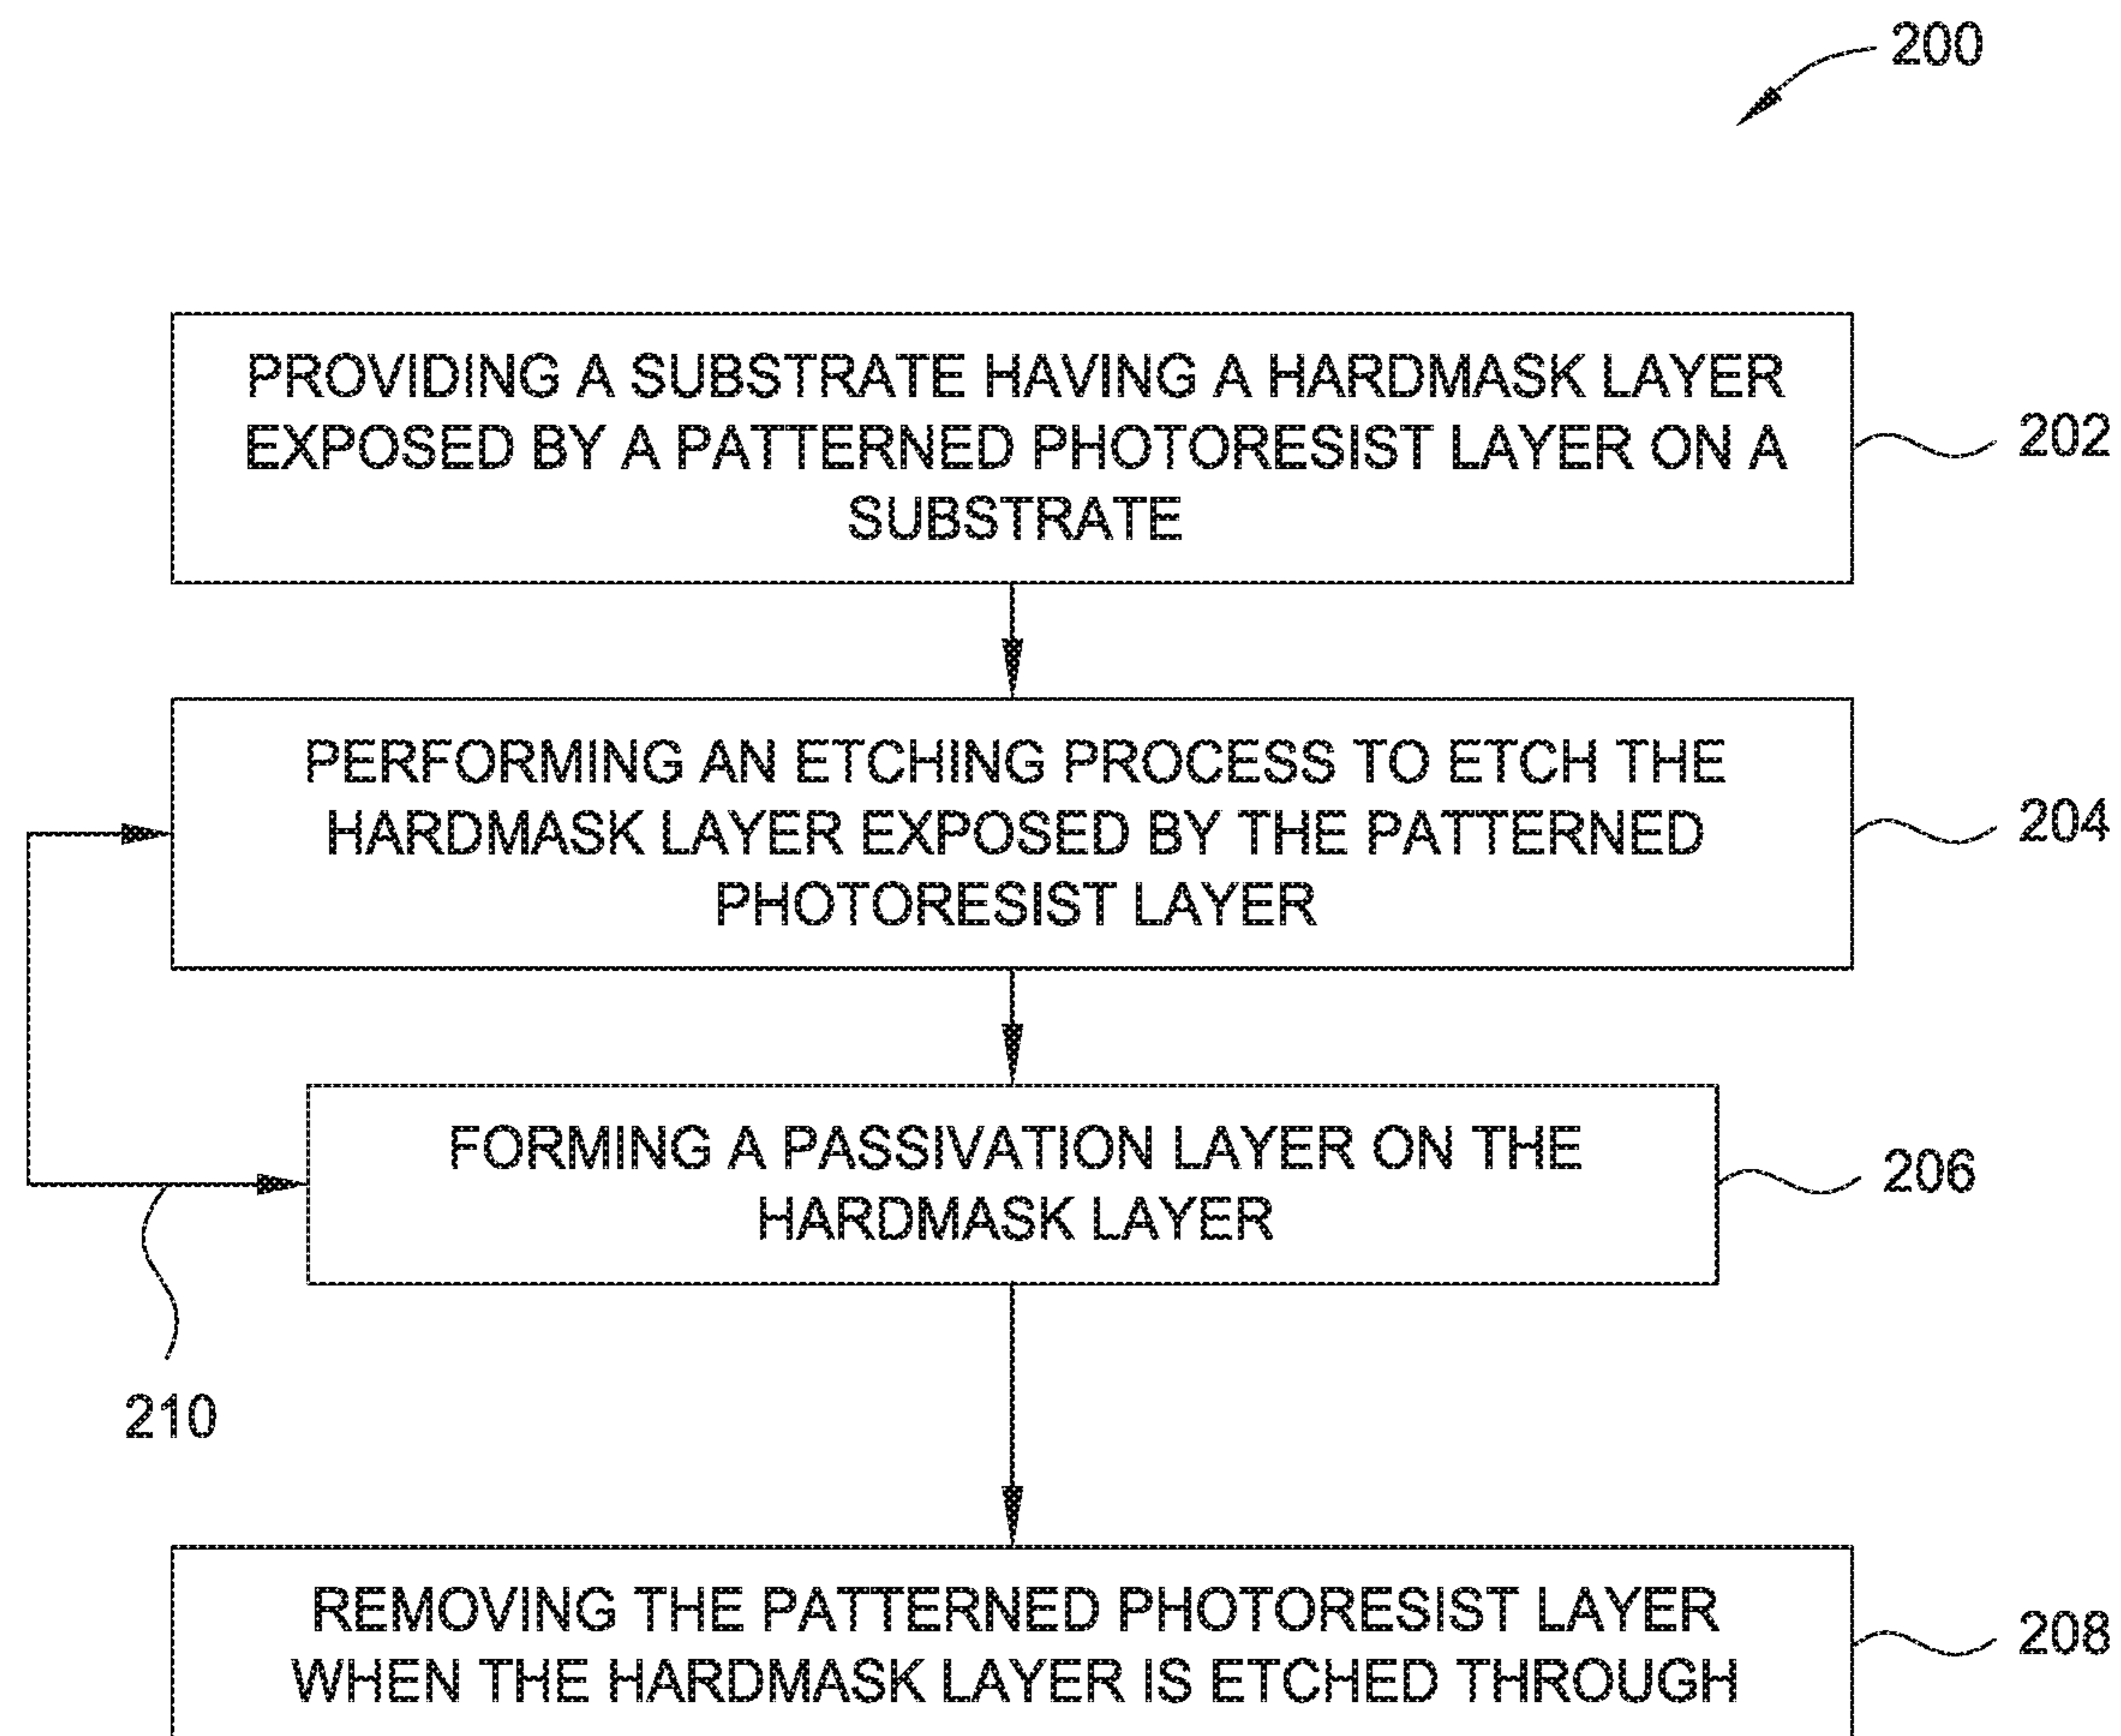 200
PROVIDING A SUBSTRATE HAVING A HARDMASK LAYER
EXPOSED BY A PATTERNED PHOTORESIST LAYER ON A
SUBSTRATE
202
PERFORMING AN ETCHING PROCESS TO ETCH THE
HARDMASK LAYER EXPOSED BY THE PATTERNED
PHOTORESIST LAYER
204
FORMING A PASSIVATION LAYER ON THE
HARDMASK LAYER
206
210
REMOVING THE PATTERNED PHOTORESIST LAYER
WHEN THE HARDMASK LAYER IS ETCHED THROUGH
208